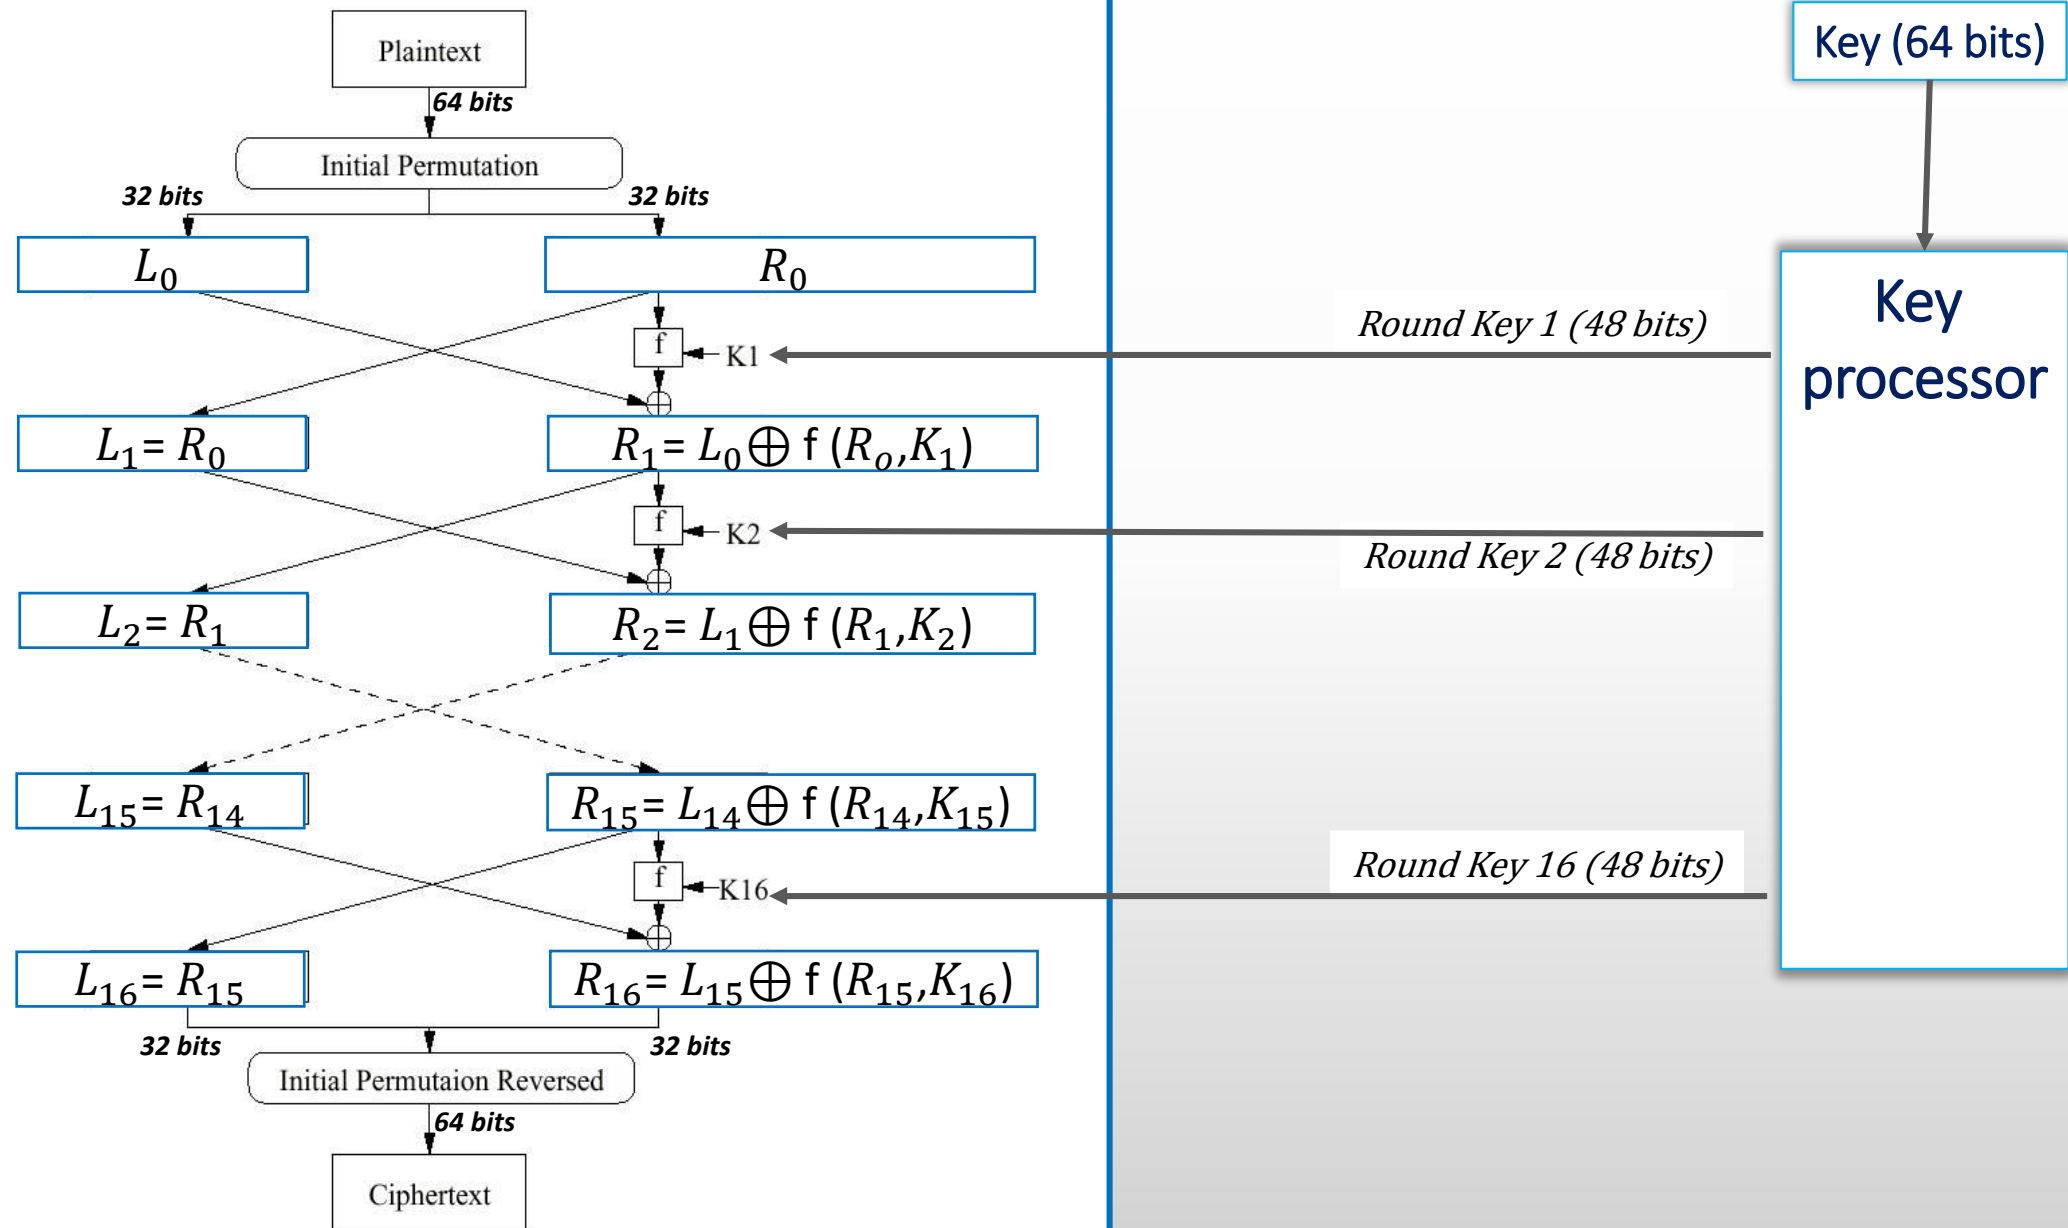 Plaintext
64 bits
Initial Permutation
32 bits
32 bits
L₀
R₀
f
K1
L₁= R₀
R₁= L₀⊕ f (Rₒ,K₁)
f
K2
L₂= R₁
R₂= L₁⊕ f (R₁,K₂)
L₁₅= R₁₄
R₁₅= L₁₄⊕ f (R₁₄,K₁₅)
f
K16
L₁₆= R₁₅
R₁₆= L₁₅⊕ f (R₁₅,K₁₆)
32 bits
32 bits
Initial Permutaion Reversed
64 bits
Ciphertext
Key (64 bits)
Key
processor
Round Key 1 (48 bits)
Round Key 2 (48 bits)
Round Key 16 (48 bits)